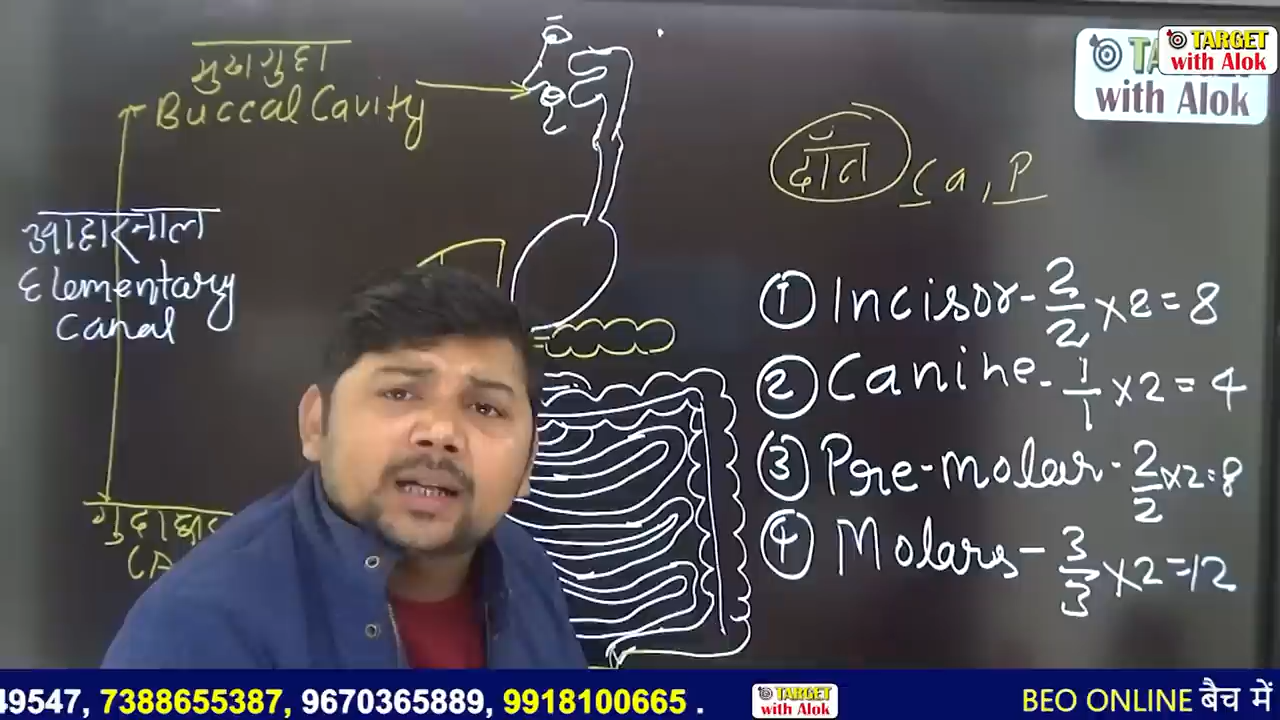 मुखगुहा
Buccal Cavity
आहारनाल
Elementary
Canal
गुदाद्वार
(A
दाँत Ca, P
① Incisor - 2/2 × 2 = 8
② Canine - 1/1 × 2 = 4
③ Pre-molar - 2/2 × 2 = 8
④ Molars - 3/3 × 2 = 12
TARGET
with Alok
TA
with Alok
49547, 7388655387, 9670365889, 9918100665 .
TARGET
with Alok
BEO ONLINE बैच में